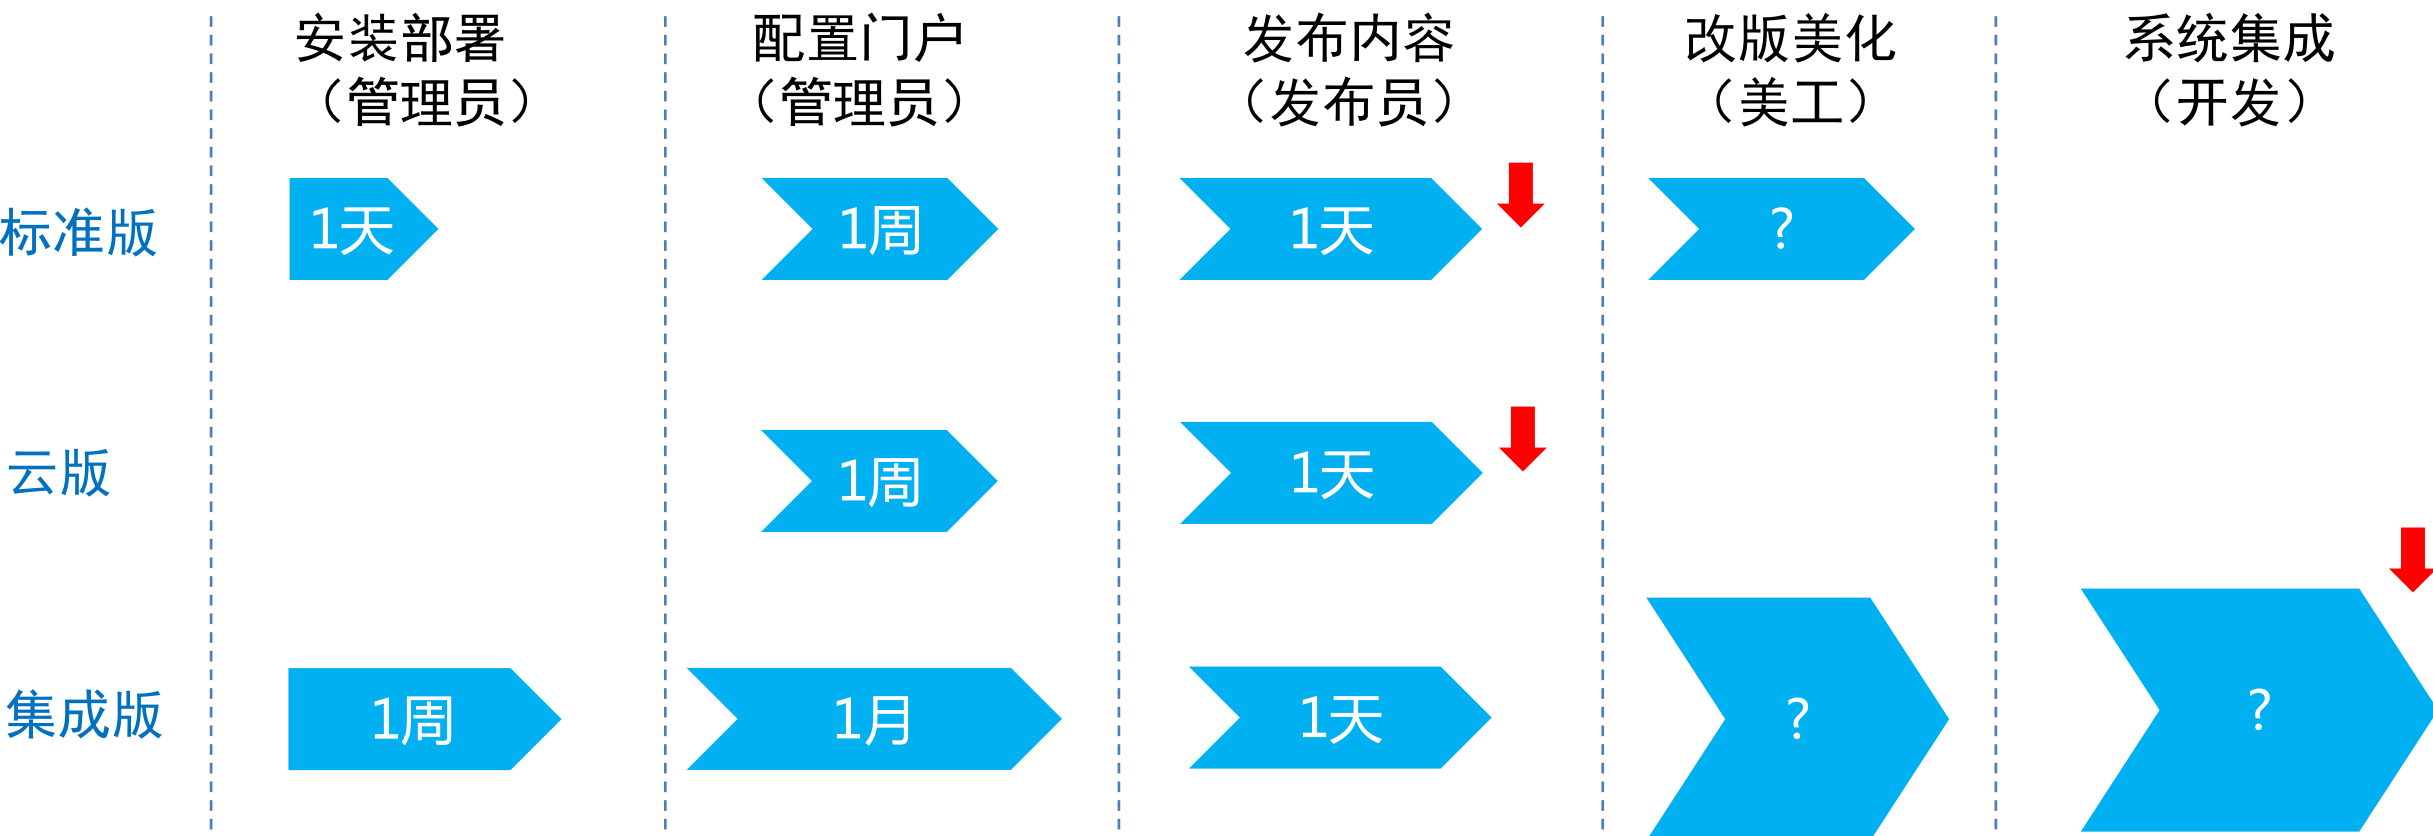 安装部署
（管理员）
配置门户
（管理员）
发布内容
（发布员）
改版美化
（美工）
系统集成
（开发）
标准版
1天
1周
1天
?
云版
1周
1天
集成版
1周
1月
1天
?
?